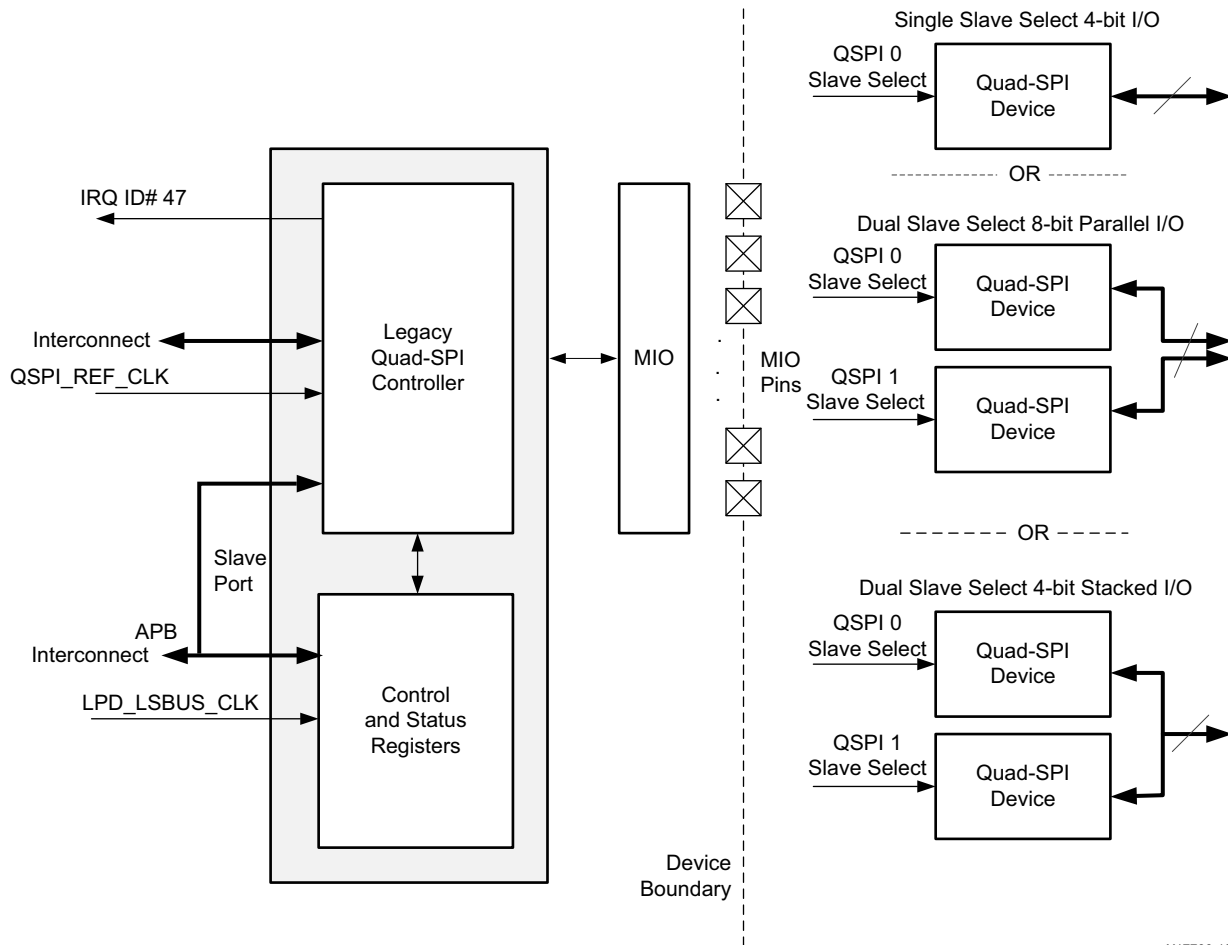 Single Slave Select 4-bit I/O
QSPI 0
Slave Select
Quad-SPI
Device
OR
IRQ ID# 47
Interconnect
QSPI_REF_CLK
Legacy
Quad-SPI
Controller
MIO
MIO
Pins
Dual Slave Select 8-bit Parallel I/O
QSPI 0
Slave Select
Quad-SPI
Device
QSPI 1
Slave Select
Quad-SPI
Device
OR
Slave
Port
APB
Interconnect
LPD_LSBUS_CLK
Control
and Status
Registers
Dual Slave Select 4-bit Stacked I/O
QSPI 0
Slave Select
Quad-SPI
Device
QSPI 1
Slave Select
Quad-SPI
Device
Device
Boundary